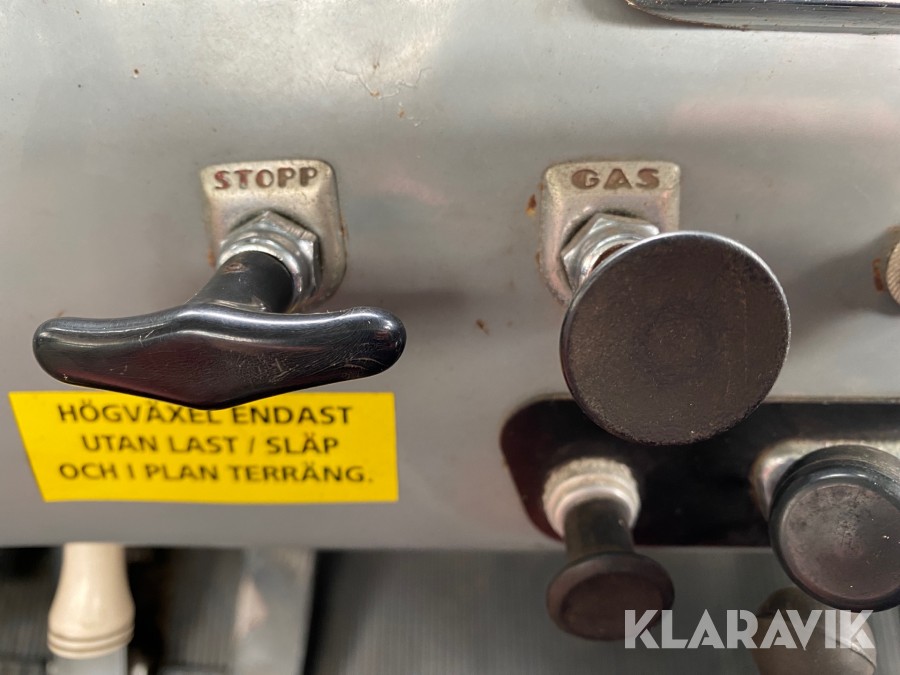 STOPP
GAS
HÖGVÄXEL ENDAST
UTAN LAST / SLÄP
OCH I PLAN TERRÄNG.
KLARAVIK